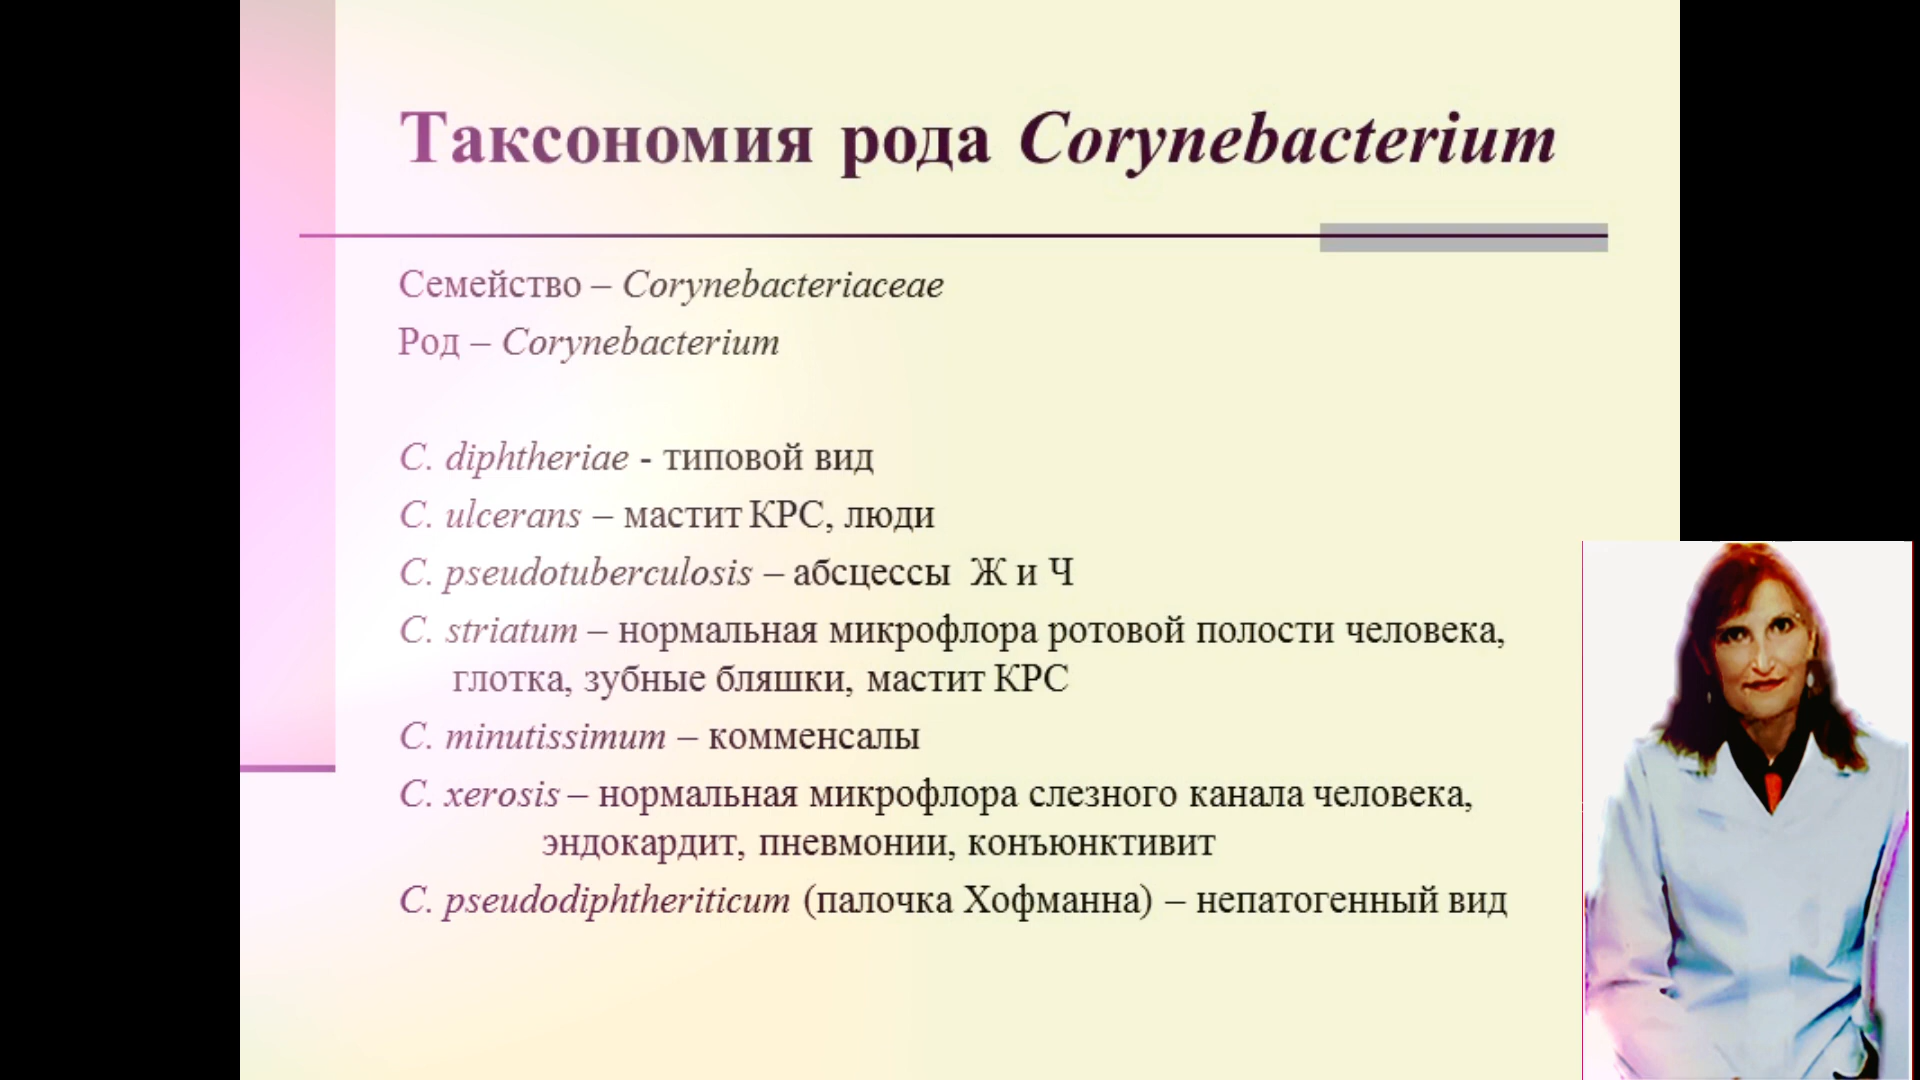 Таксономия рода Corynebacterium
Семейство – Corynebacteriaceae
Род – Corynebacterium
C. diphtheriae - типовой вид
C. ulcerans – мастит КРС, люди
C. pseudotuberculosis – абсцессы Ж и Ч
C. striatum – нормальная микрофлора ротовой полости человека,
глотка, зубные бляшки, мастит КРС
C. minutissimum – комменсалы
C. xerosis – нормальная микрофлора слезного канала человека,
эндокардит, пневмонии, конъюнктивит
C. pseudodiphtheriticum (палочка Хофманна) – непатогенный вид